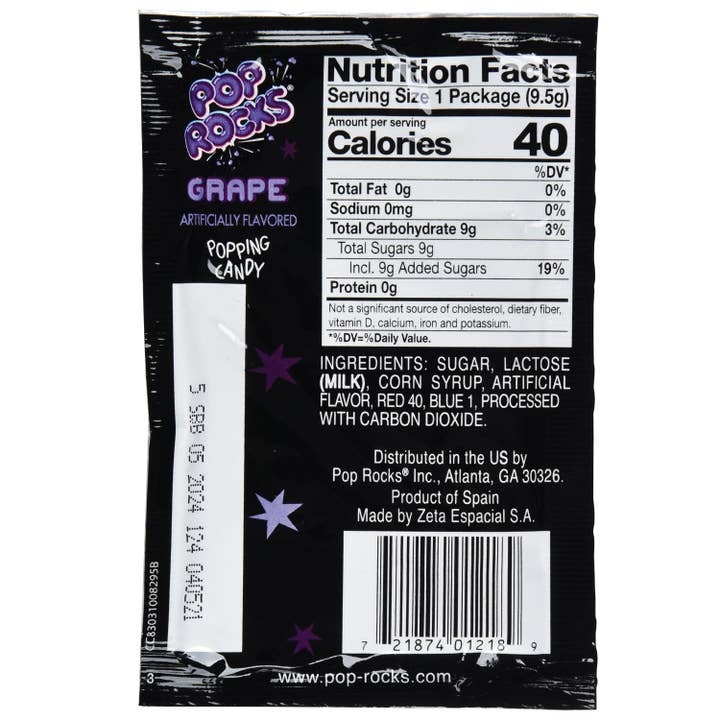 POP
ROCKS®
GRAPE
ARTIFICIALLY FLAVORED
POPPING
CANDY
Nutrition Facts
Serving Size 1 Package (9.5g)
Amount per serving
Calories 40
%DV*
Total Fat 0g 0%
Sodium 0mg 0%
Total Carbohydrate 9g 3%
Total Sugars 9g
Incl. 9g Added Sugars 19%
Protein 0g
Not a significant source of cholesterol, dietary fiber,
vitamin D, calcium, iron and potassium.
*%DV=%Daily Value.
INGREDIENTS: SUGAR, LACTOSE
(MILK), CORN SYRUP, ARTIFICIAL
FLAVOR, RED 40, BLUE 1, PROCESSED
WITH CARBON DIOXIDE.
Distributed in the US by
Pop Rocks® Inc., Atlanta, GA 30326.
Product of Spain
Made by Zeta Espacial S.A.
5 SBB 05 2024 124 040521
CC83031008295B
7 21874 01218 9
3
www.pop-rocks.com